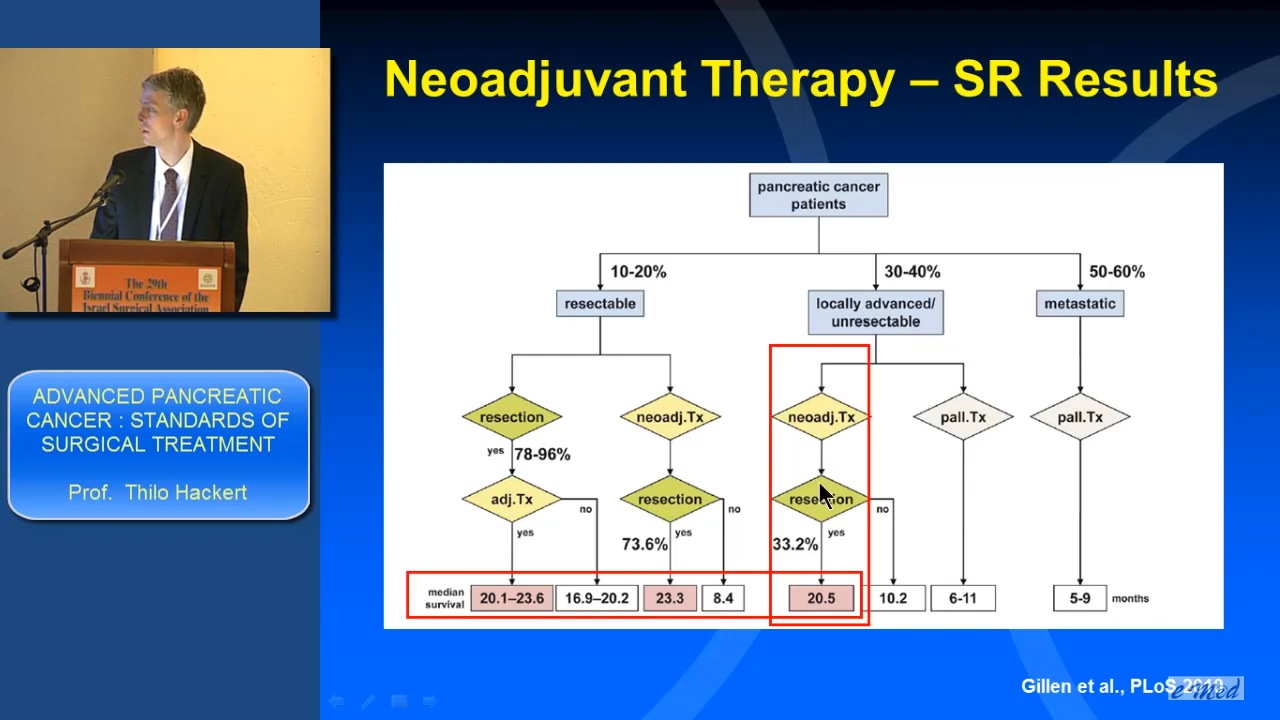 Neoadjuvant Therapy – SR Results
The 29th
Biennial Conference of the
Israel Surgical Association
ADVANCED PANCREATIC
CANCER : STANDARDS OF
SURGICAL TREATMENT
Prof. Thilo Hackert
pancreatic cancer
patients
10-20%
30-40%
50-60%
resectable
locally advanced/
unresectable
metastatic
resection
neoadj.Tx
neoadj.Tx
pall.Tx
pall.Tx
yes
78-96%
adj.Tx
no
resection
no
resection
no
yes
73.6%
yes
33.2%
yes
median
survival
20.1–23.6
16.9–20.2
23.3
8.4
20.5
10.2
6-11
5-9
months
Gillen et al., PLoS
e Med